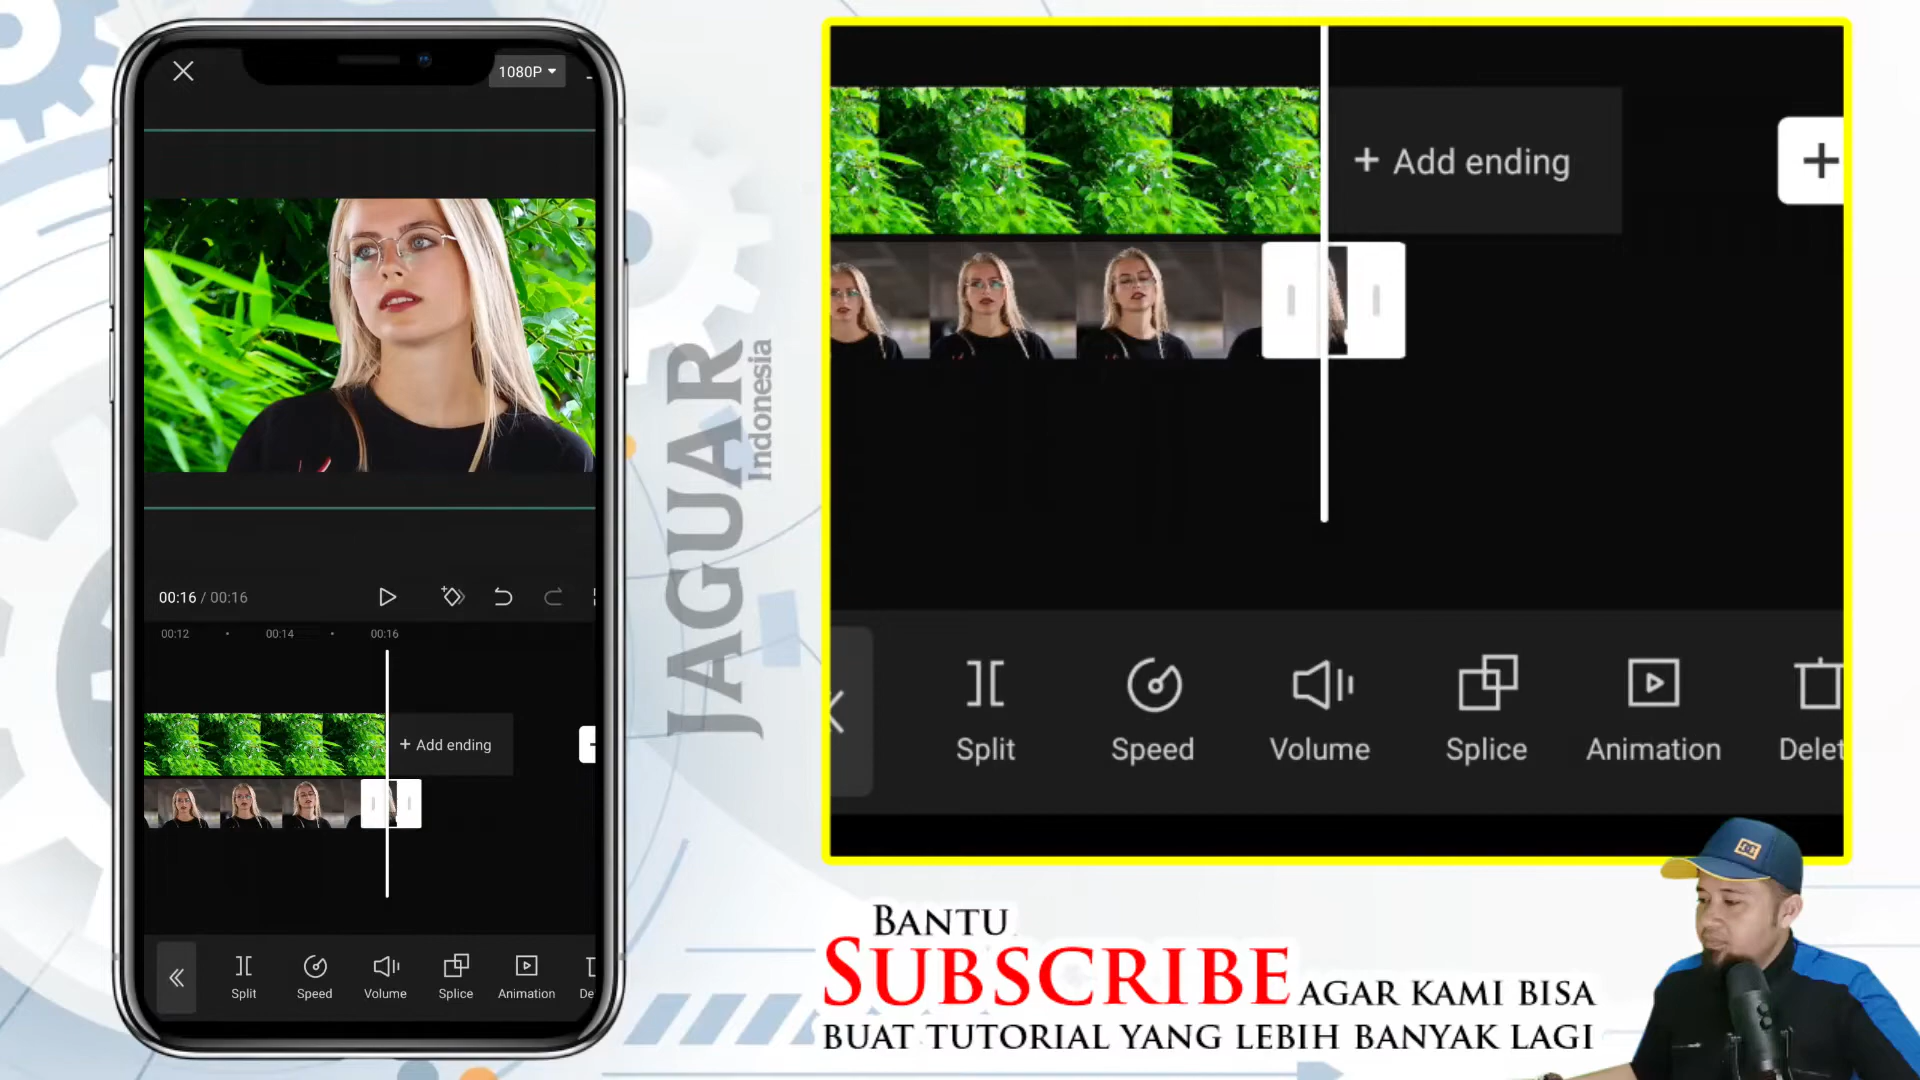 1080P
00:16 / 00:16
00:12
00:14
00:16
+ Add ending
Split
Speed
Volume
Splice
Animation
De
JAGUAR
Indonesia
+ Add ending
+
Split
Speed
Volume
Splice
Animation
Delet
DC
BANTU
SUBSCRIBE AGAR KAMI BISA
BUAT TUTORIAL YANG LEBIH BANYAK LAGI